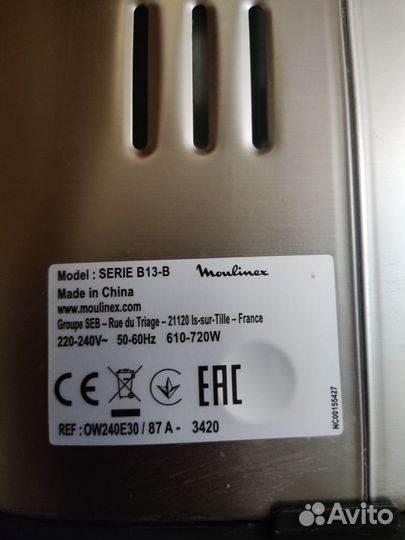 Model : SERIE B13-B Moulinex
Made in China
www.moulinex.com
Groupe SEB – Rue du Triage – 21120 Is-sur-Tille – France
220-240V~ 50-60Hz 610-720W
CE EAC
REF : OW240E30 / 87 A - 3420
NC00155427
Avito